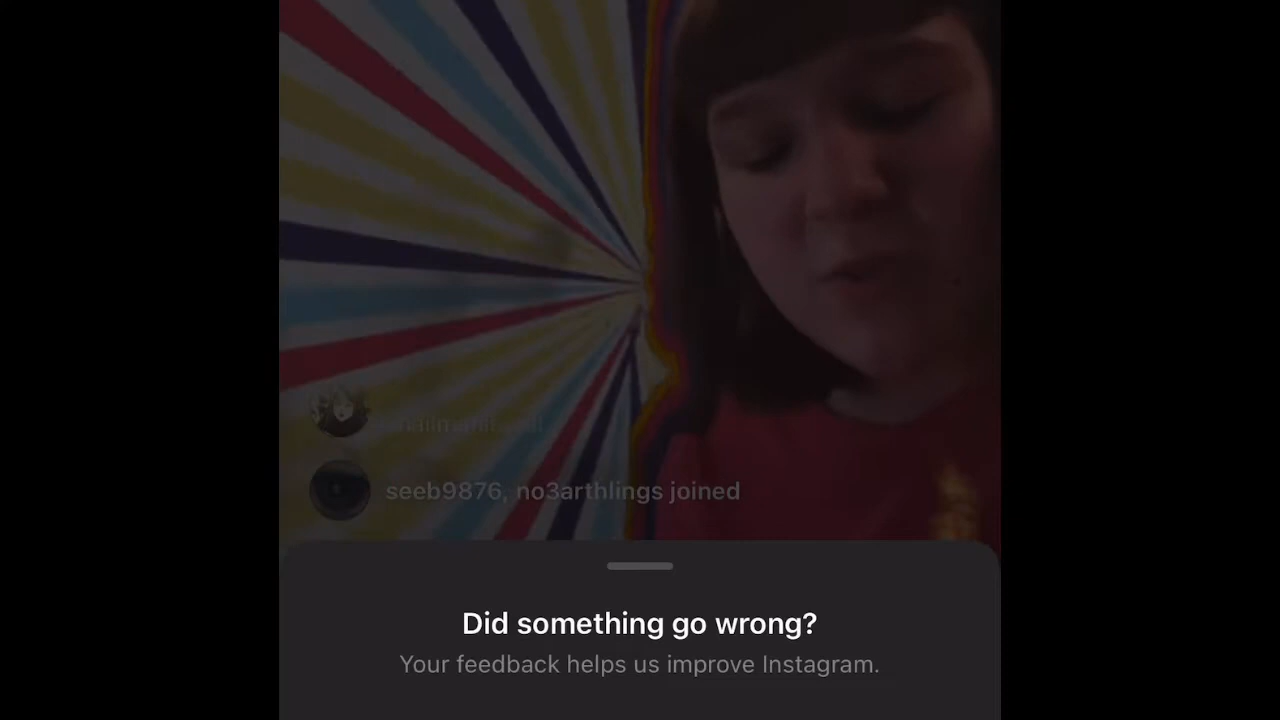 seeb9876, no3arthlings joined
Did something go wrong?
Your feedback helps us improve Instagram.